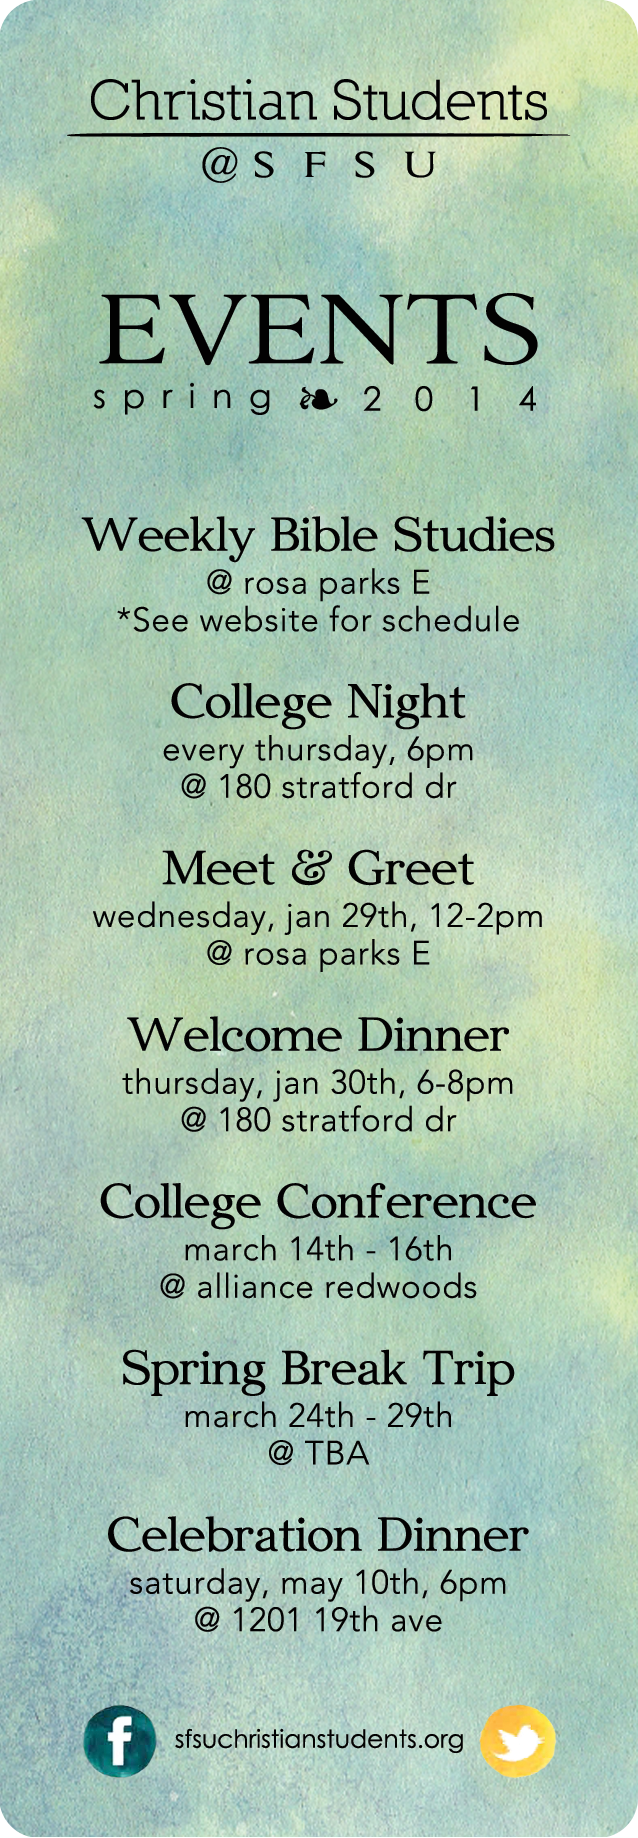 Christian Students
@SFSU
EVENTS
spring ❧ 2014
Weekly Bible Studies
@ rosa parks E
*See website for schedule
College Night
every thursday, 6pm
@ 180 stratford dr
Meet & Greet
wednesday, jan 29th, 12-2pm
@ rosa parks E
Welcome Dinner
thursday, jan 30th, 6-8pm
@ 180 stratford dr
College Conference
march 14th - 16th
@ alliance redwoods
Spring Break Trip
march 24th - 29th
@ TBA
Celebration Dinner
saturday, may 10th, 6pm
@ 1201 19th ave
f sfsuchristianstudents.org